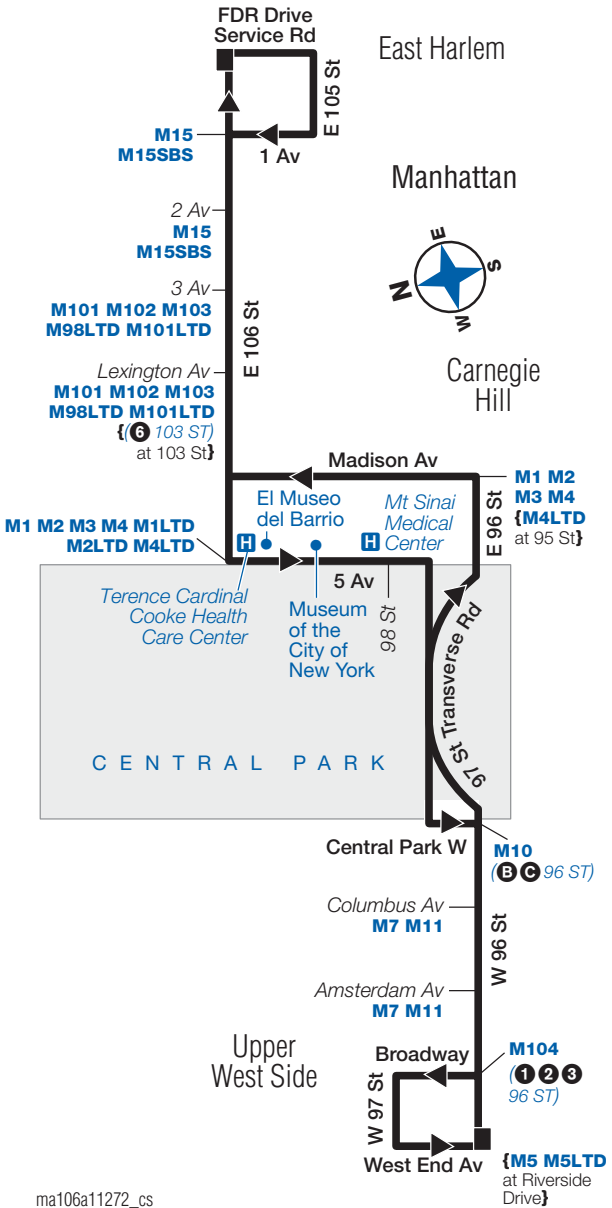 FDR Drive
Service Rd
East Harlem
E 105 St
M15
M15SBS
1 Av
Manhattan
2 Av
M15
M15SBS
E
S
N
W
3 Av
M101 M102 M103
M98LTD M101LTD
E 106 St
Lexington Av
M101 M102 M103
M98LTD M101LTD
{(6 103 ST)
at 103 St}
Carnegie
Hill
Madison Av
M1 M2
M3 M4
{M4LTD
at 95 St}
E 96 St
El Museo
del Barrio
Mt Sinai
Medical
Center
H
H
M1 M2 M3 M4 M1LTD
M2LTD M4LTD
5 Av
98 St
Terence Cardinal
Cooke Health
Care Center
Museum
of the
City of
New York
97 St Transverse Rd
CENTRAL PARK
Central Park W
M10
(B C 96 ST)
Columbus Av
M7 M11
W 96 St
Amsterdam Av
M7 M11
Upper
West Side
Broadway
M104
(1 2 3
96 ST)
W 97 St
West End Av
{M5 M5LTD
at Riverside
Drive}
ma106a11272_cs